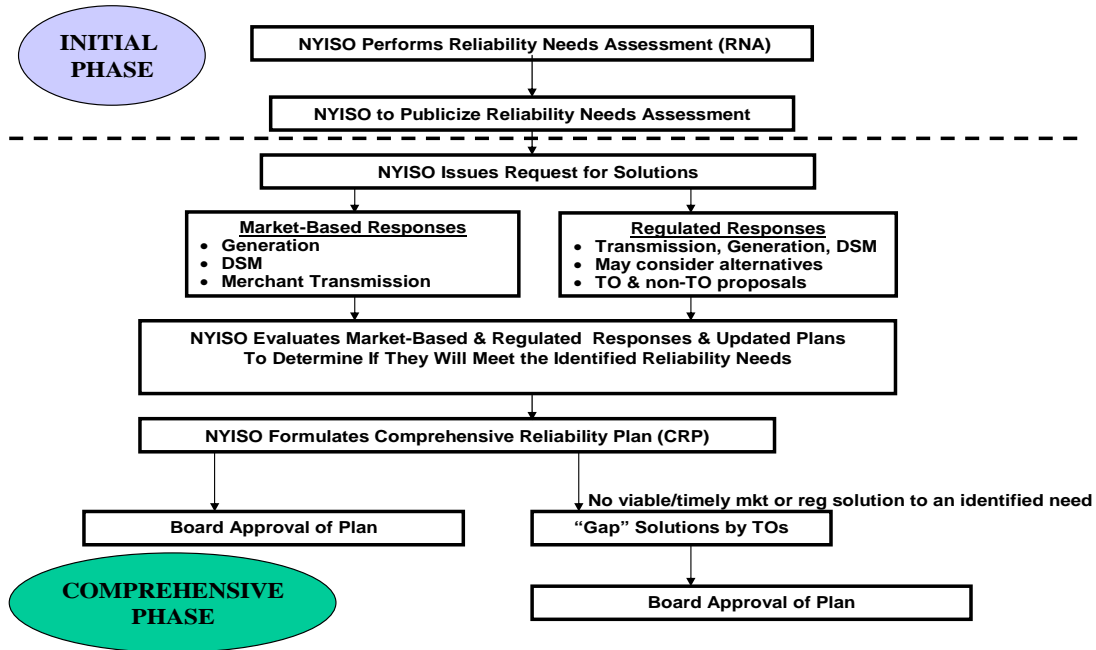 INITIAL
PHASE
NYISO Performs Reliability Needs Assessment (RNA)
NYISO to Publicize Reliability Needs Assessment
NYISO Issues Request for Solutions
Market-Based Responses
• Generation
• DSM
• Merchant Transmission
Regulated Responses
• Transmission, Generation, DSM
• May consider alternatives
• TO & non-TO proposals
NYISO Evaluates Market-Based & Regulated Responses & Updated Plans
To Determine If They Will Meet the Identified Reliability Needs
NYISO Formulates Comprehensive Reliability Plan (CRP)
No viable/timely mkt or reg solution to an identified need
Board Approval of Plan
“Gap” Solutions by TOs
COMPREHENSIVE
PHASE
Board Approval of Plan